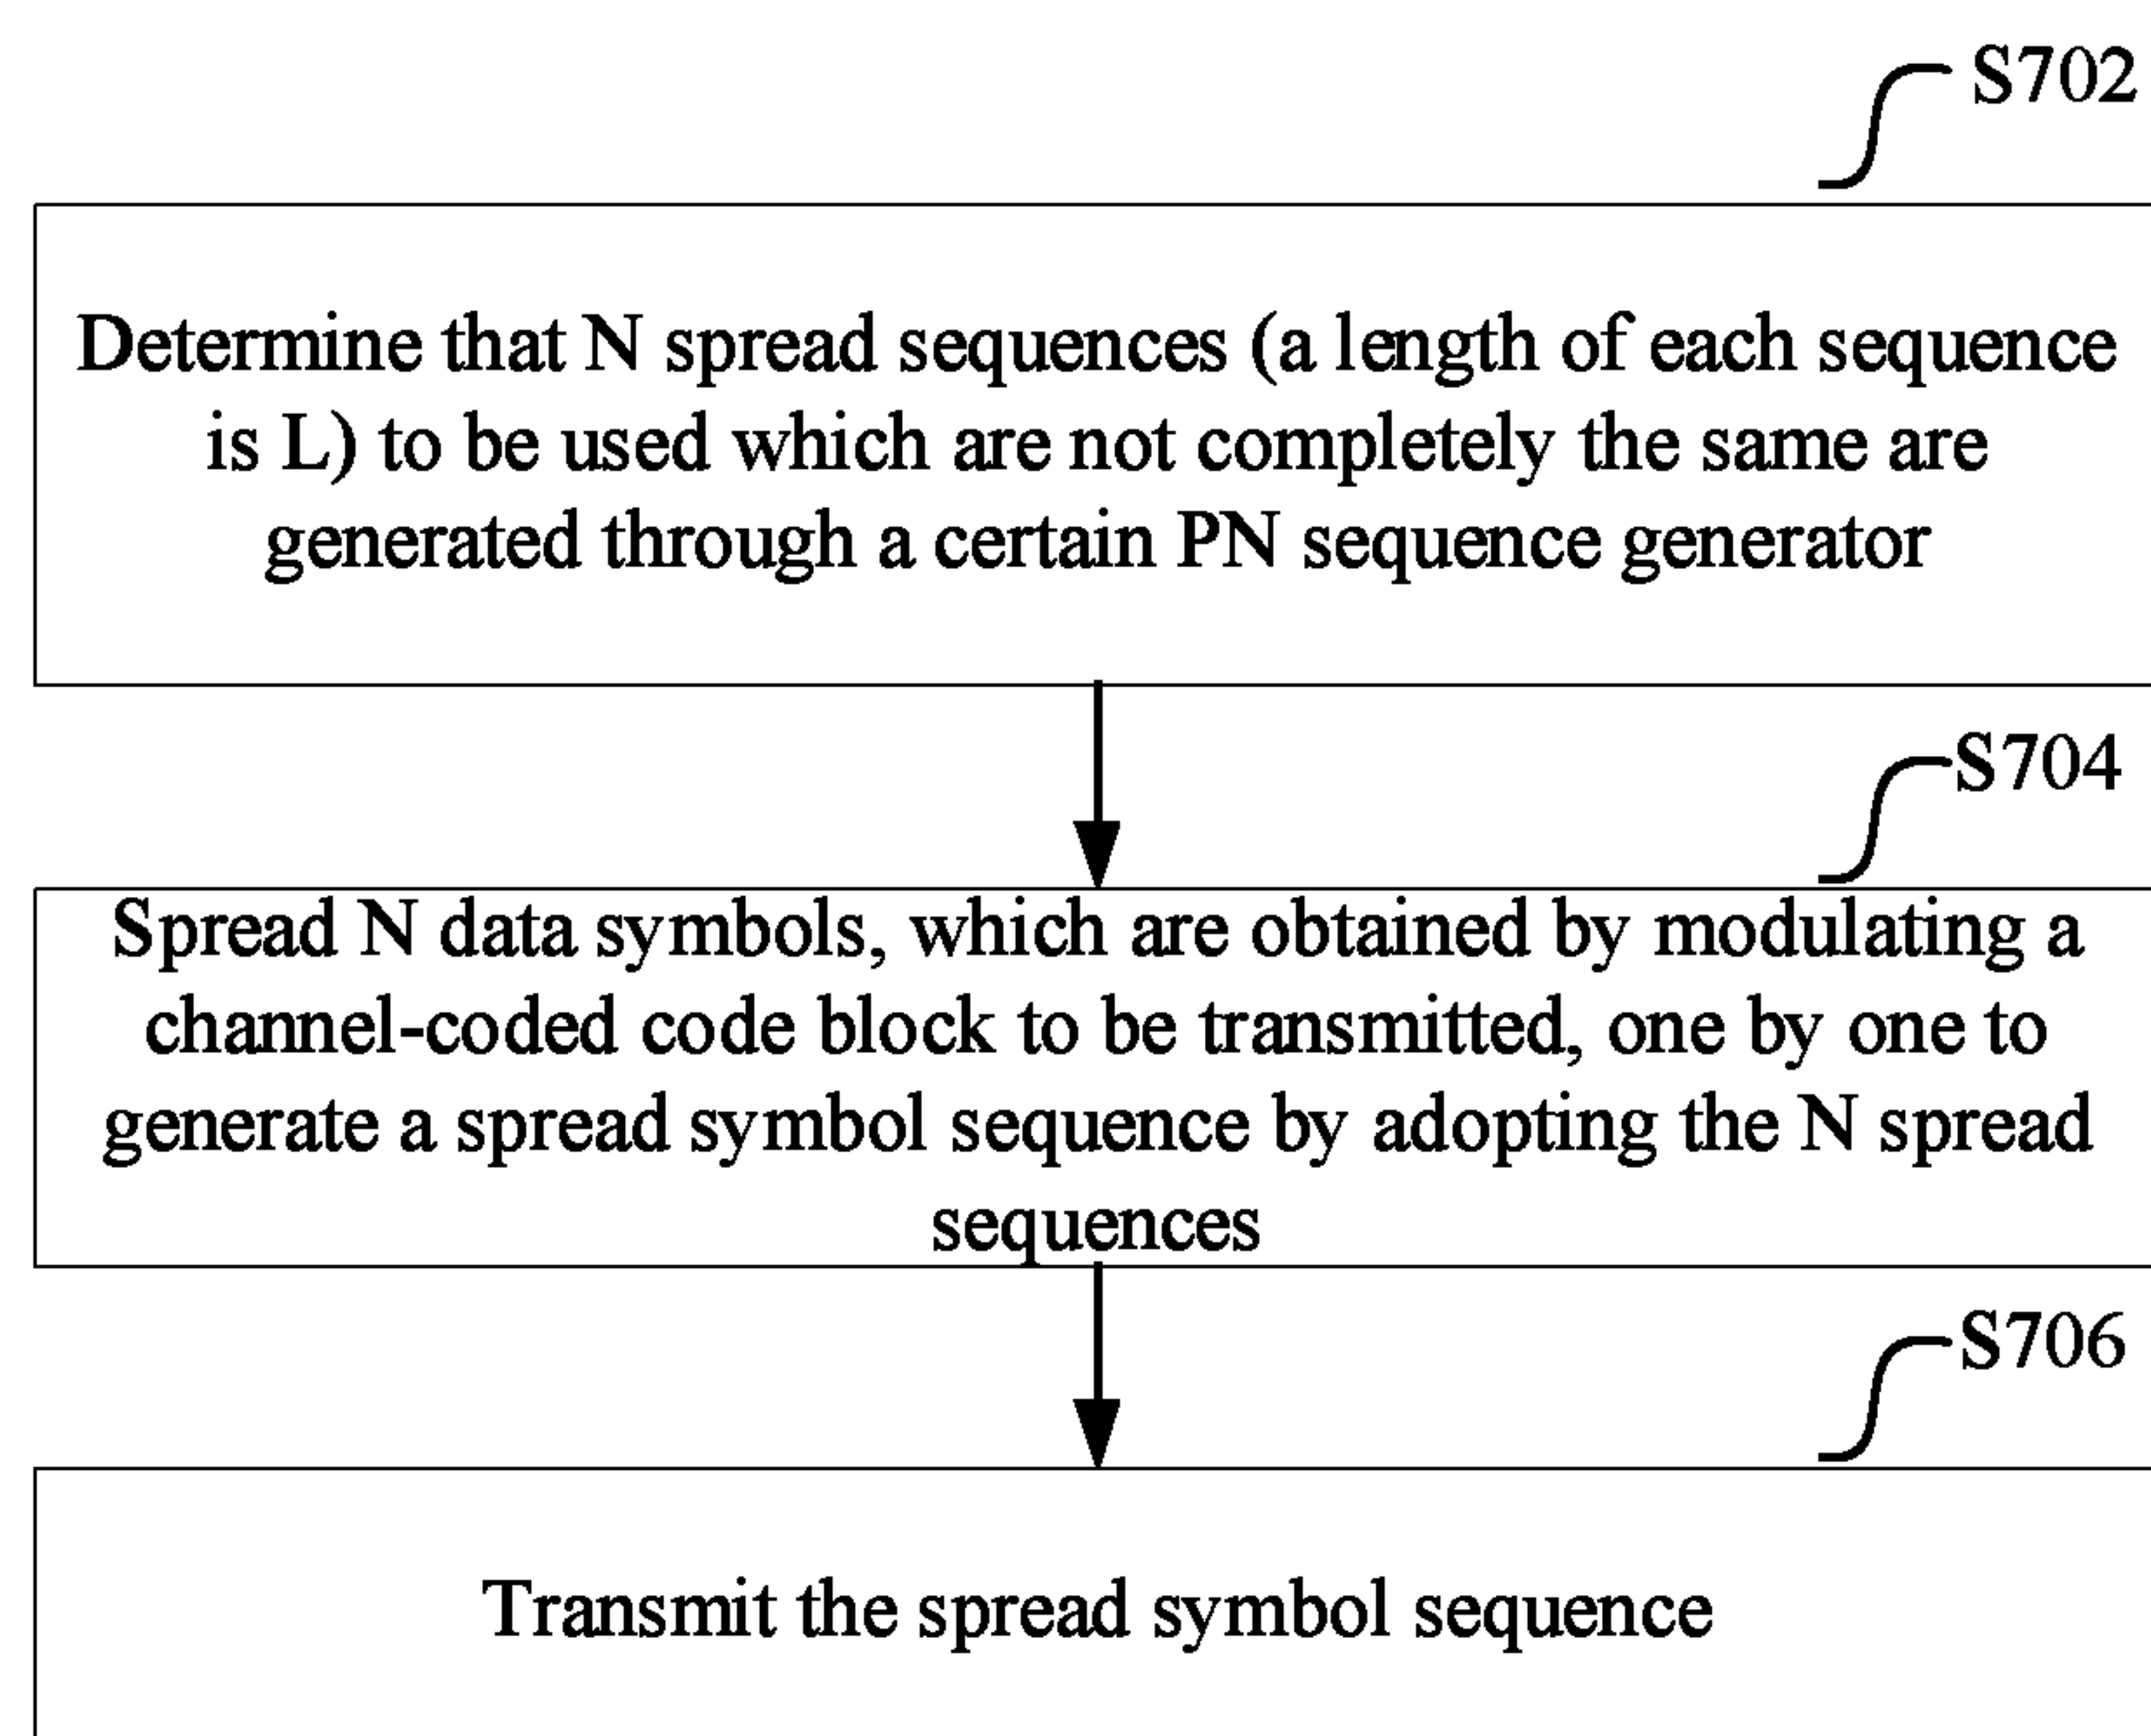 S702
Determine that N spread sequences (a length of each sequence
is L) to be used which are not completely the same are
generated through a certain PN sequence generator
S704
Spread N data symbols, which are obtained by modulating a
channel-coded code block to be transmitted, one by one to
generate a spread symbol sequence by adopting the N spread
sequences
S706
Transmit the spread symbol sequence